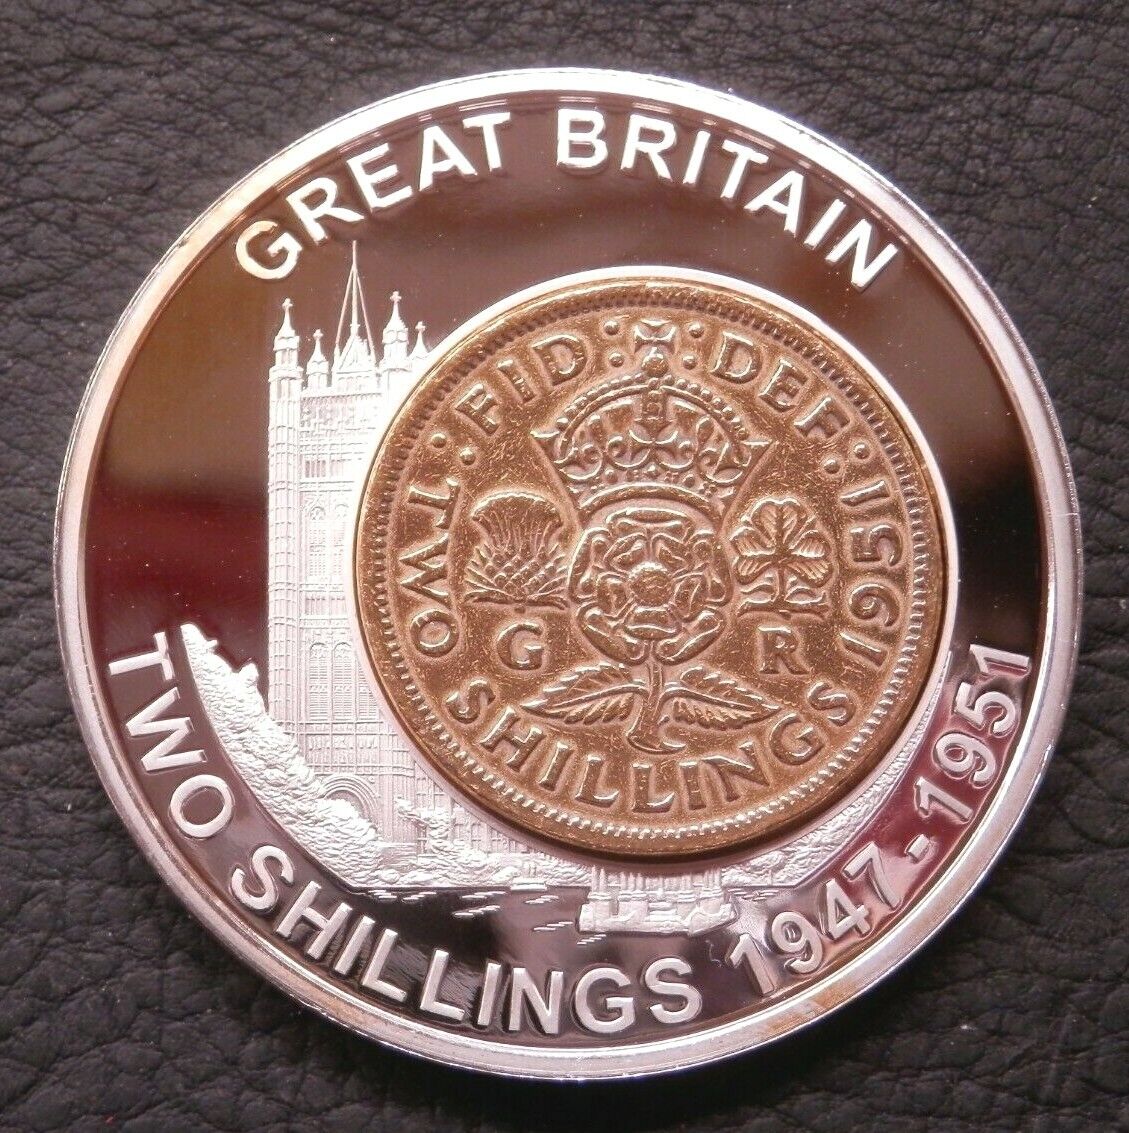 GREAT BRITAIN
TWO SHILLINGS 1947-1951
·FID:·:DEF:1951
TWO SHILLINGS
G R